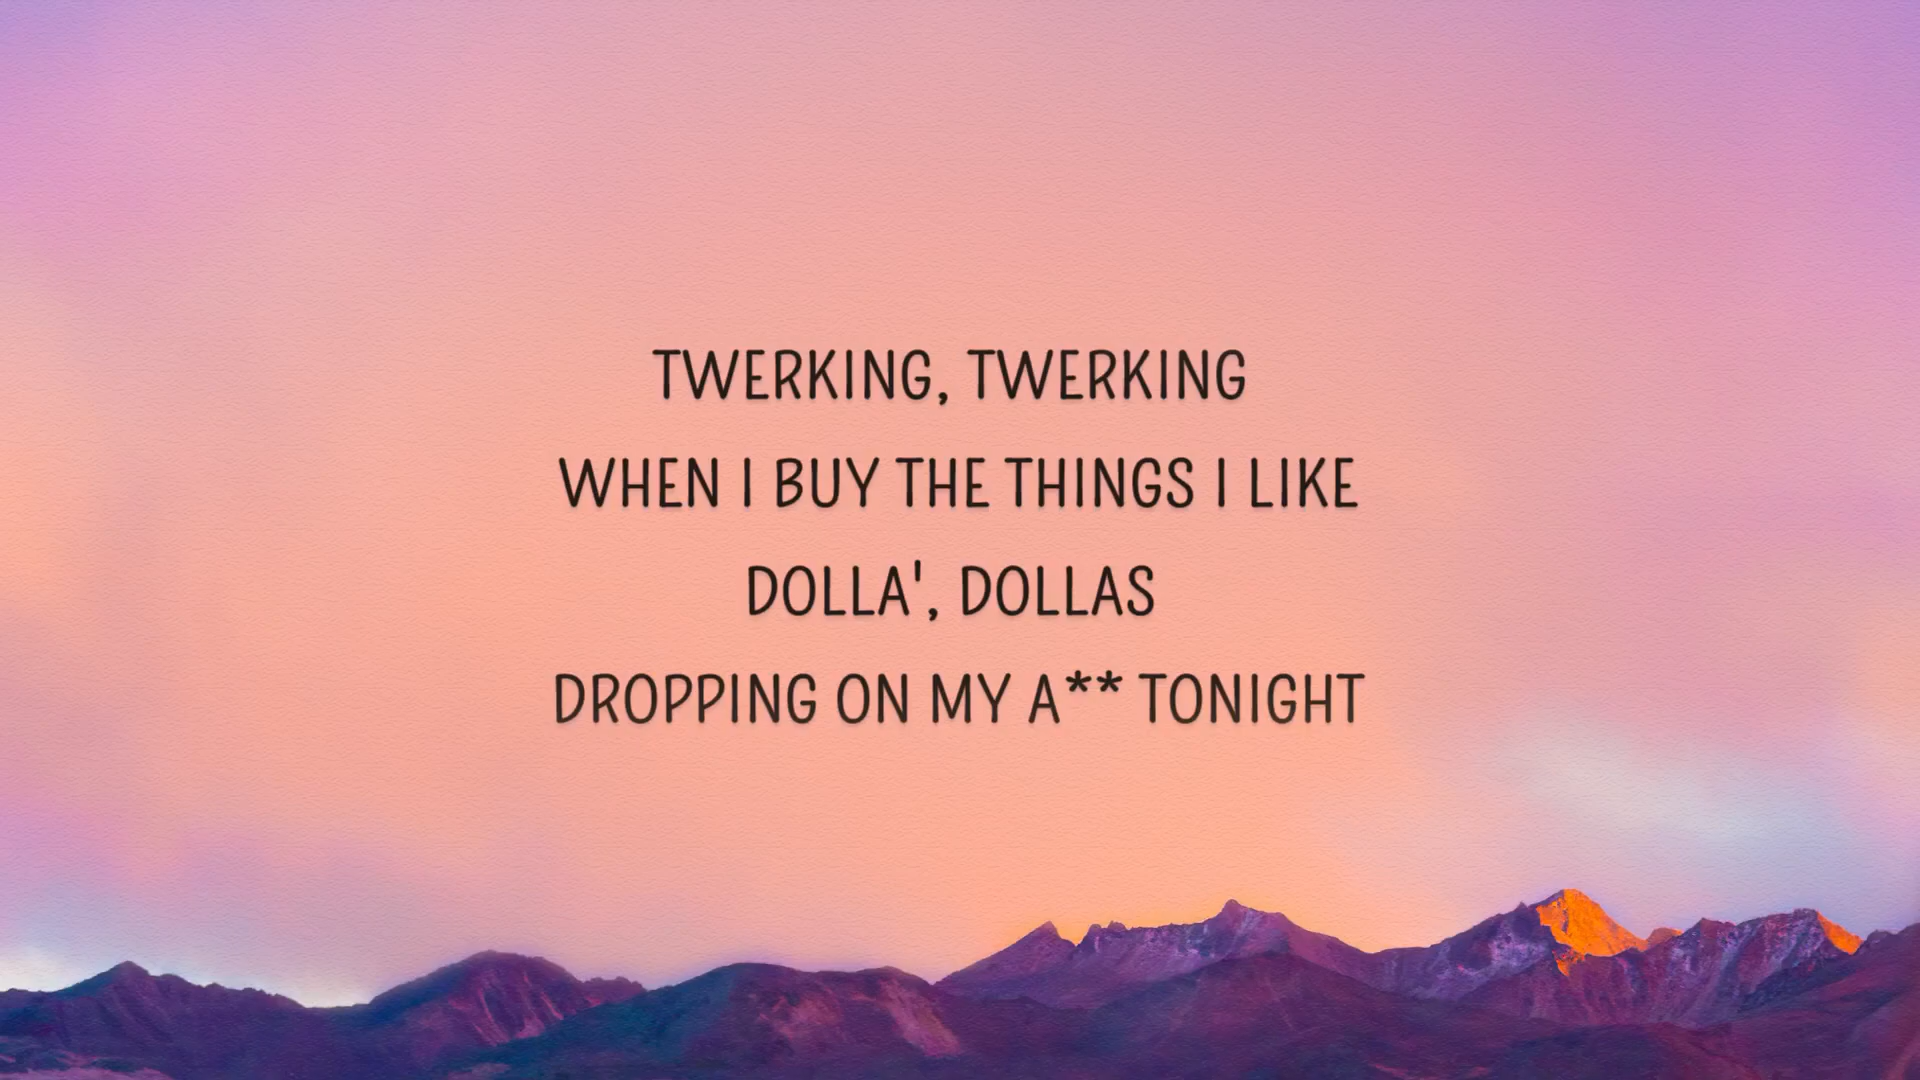 TWERKING, TWERKING
WHEN I BUY THE THINGS I LIKE
DOLLA', DOLLAS
DROPPING ON MY A** TONIGHT